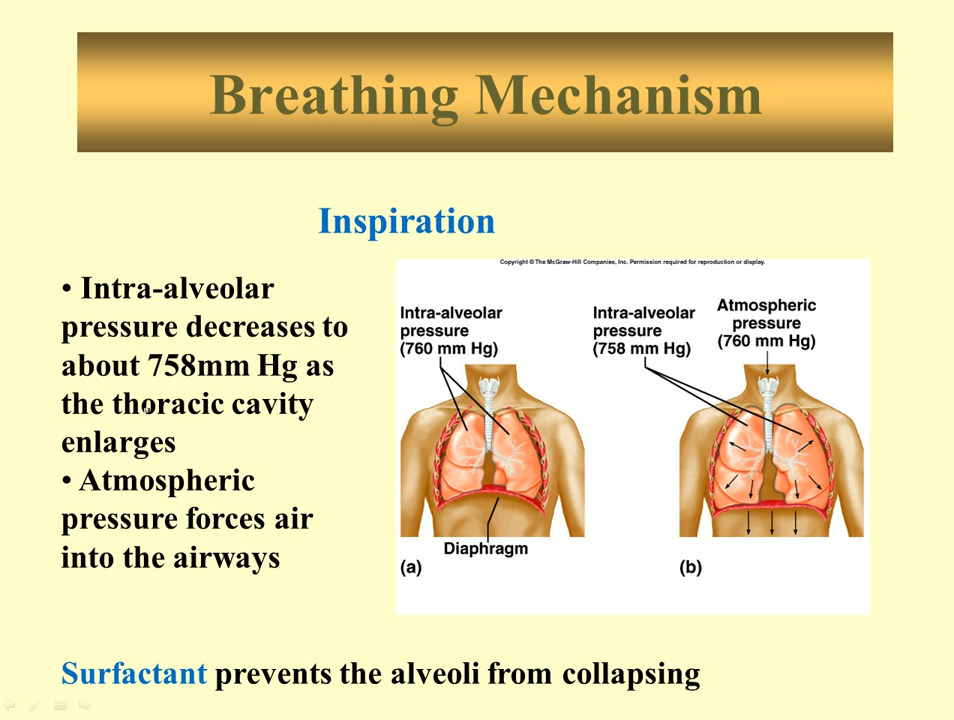 Breathing Mechanism
Inspiration
• Intra-alveolar
pressure decreases to
about 758mm Hg as
the thoracic cavity
enlarges
• Atmospheric
pressure forces air
into the airways
Copyright © The McGraw-Hill Companies, Inc. Permission required for reproduction or display.
Intra-alveolar
pressure
(760 mm Hg)
Diaphragm
(a)
Intra-alveolar
pressure
(758 mm Hg)
Atmospheric
pressure
(760 mm Hg)
(b)
Surfactant prevents the alveoli from collapsing